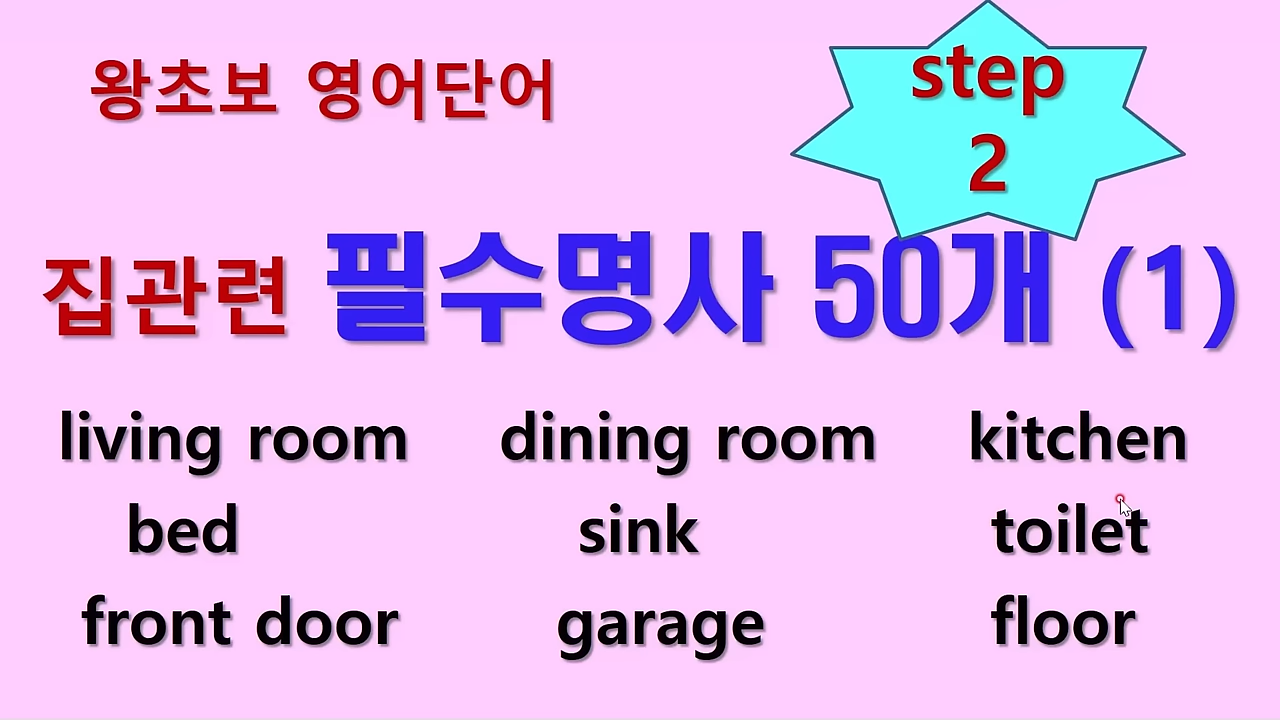 왕초보 영어단어
step
2
집관련 필수명사 50개 (1)
living room dining room kitchen
bed sink toilet
front door garage floor